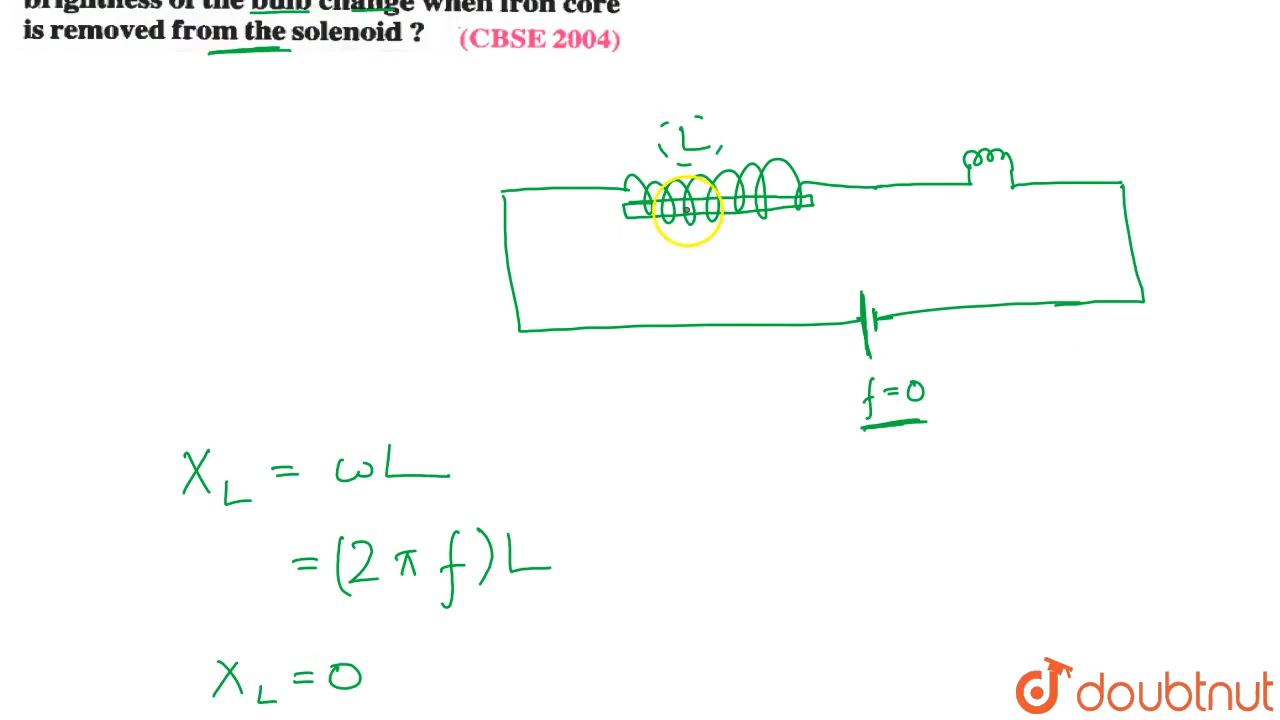 brightness of the bulb change when iron core
is removed from the solenoid ? (CBSE 2004)
L
f = 0
X_L = ωL
= (2πf)L
X_L = 0
doubtnut